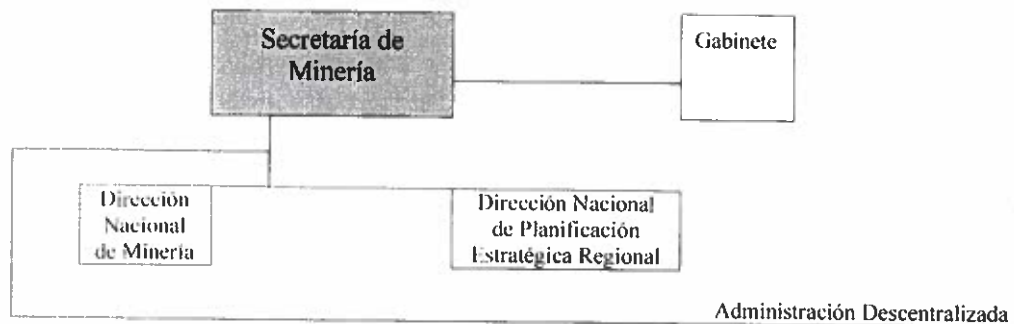 Secretaría de
Minería
Gabinete
Dirección
Nacional
de Minería
Dirección Nacional
de Planificación
Estratégica Regional
Administración Descentralizada